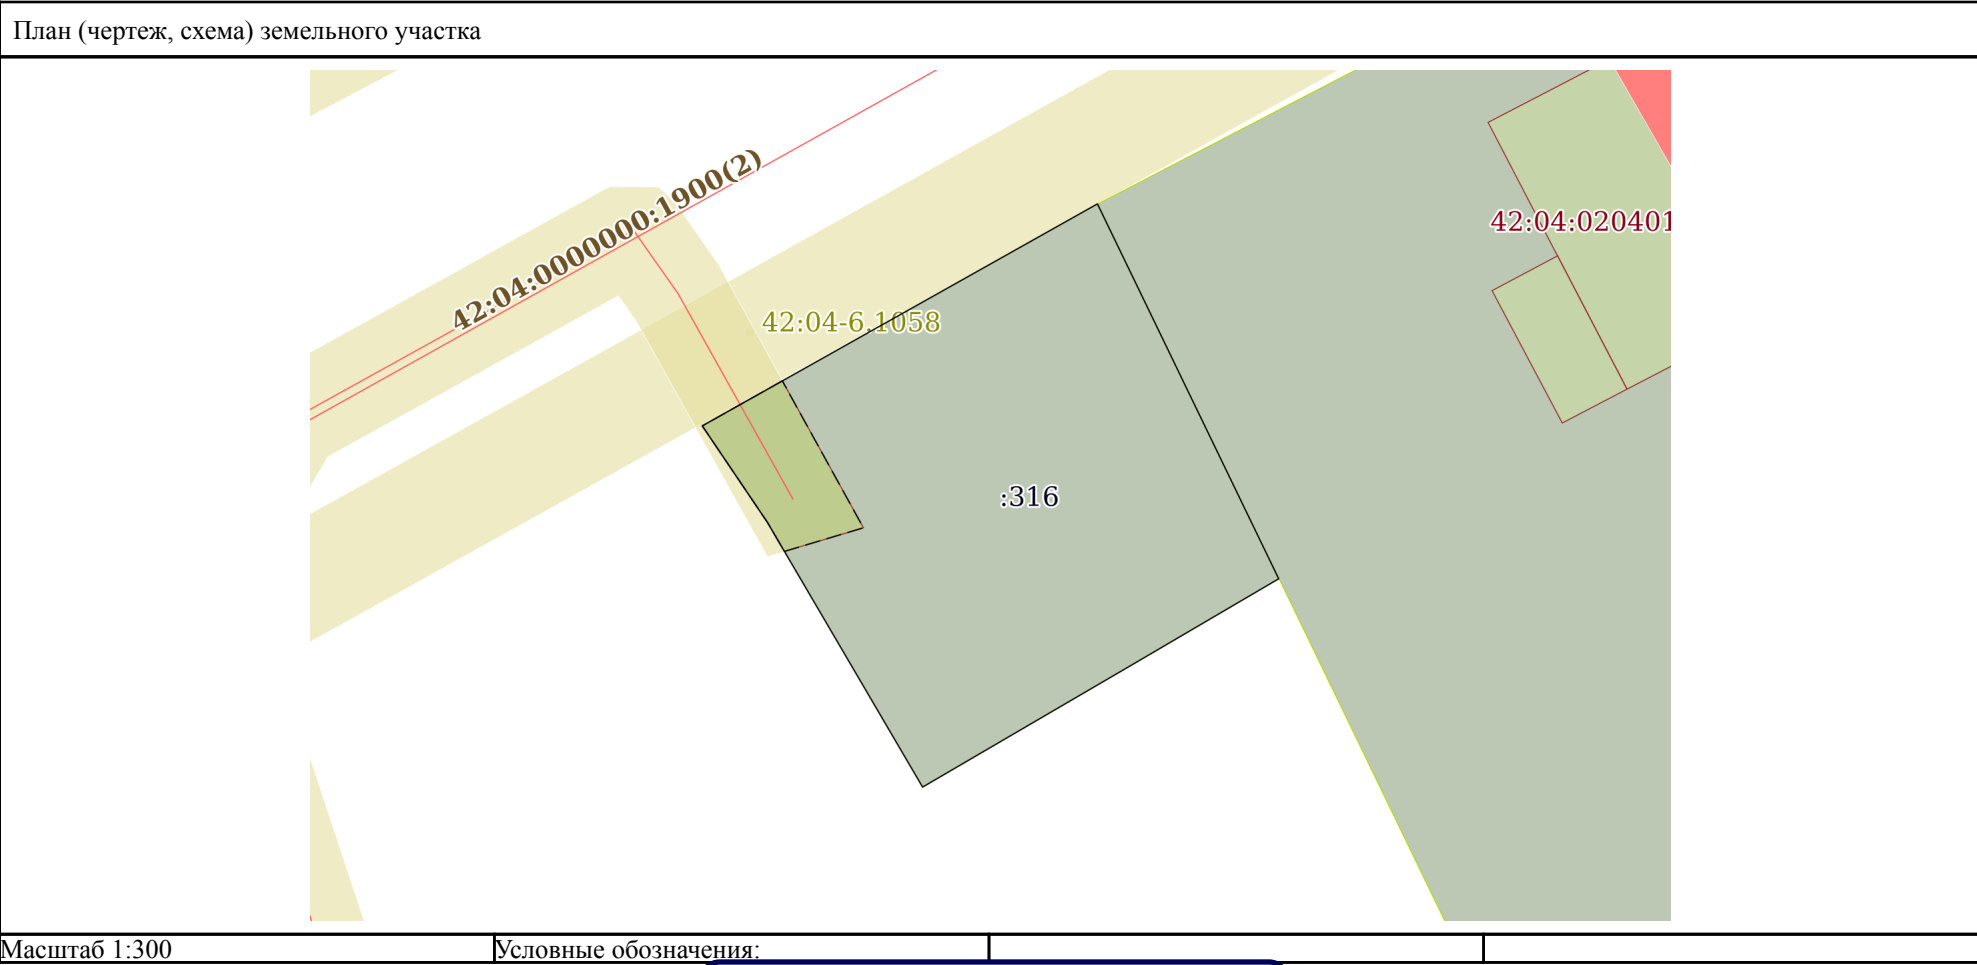 План (чертеж, схема) земельного участка
42:04:0000000:1900(2)
42:04:020401
42:04-6.1058
:316
Масштаб 1:300
Условные обозначения: